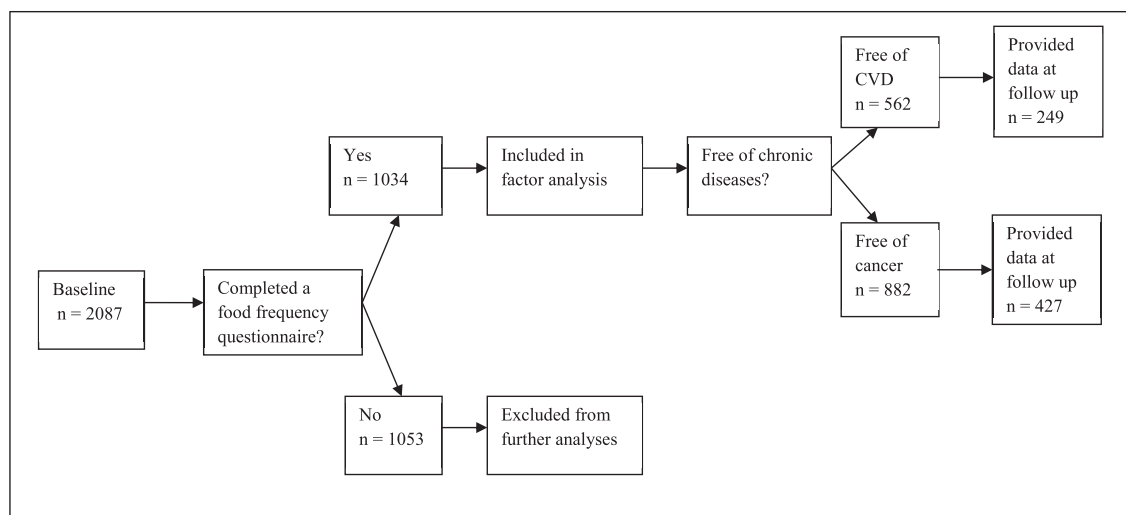 Baseline
n = 2087
Completed a
food frequency
questionnaire?
Yes
n = 1034
Included in
factor analysis
Free of chronic
diseases?
Free of
CVD
n = 562
Provided
data at
follow up
n = 249
Free of
cancer
n = 882
Provided
data at
follow up
n = 427
No
n = 1053
Excluded from
further analyses